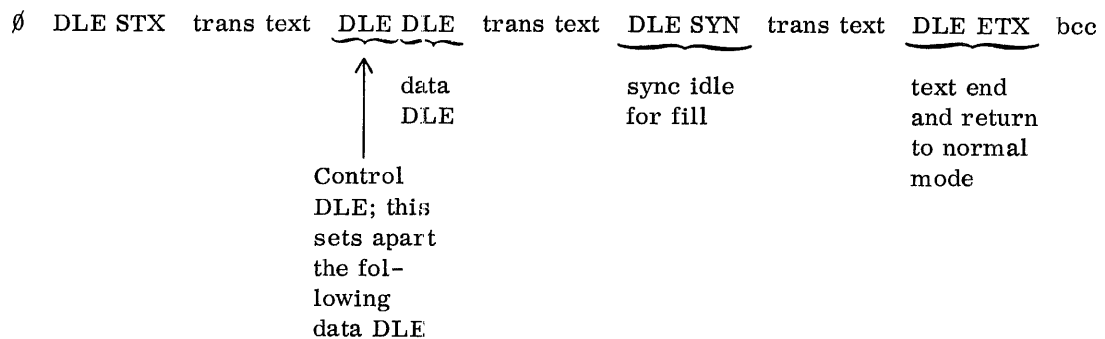 ϕ DLE STX trans text DLE DLE trans text DLE SYN trans text DLE ETX bcc
data
DLE
sync idle
for fill
text end
and return
to normal
mode
Control
DLE; this
sets apart
the fol-
lowing
data DLE